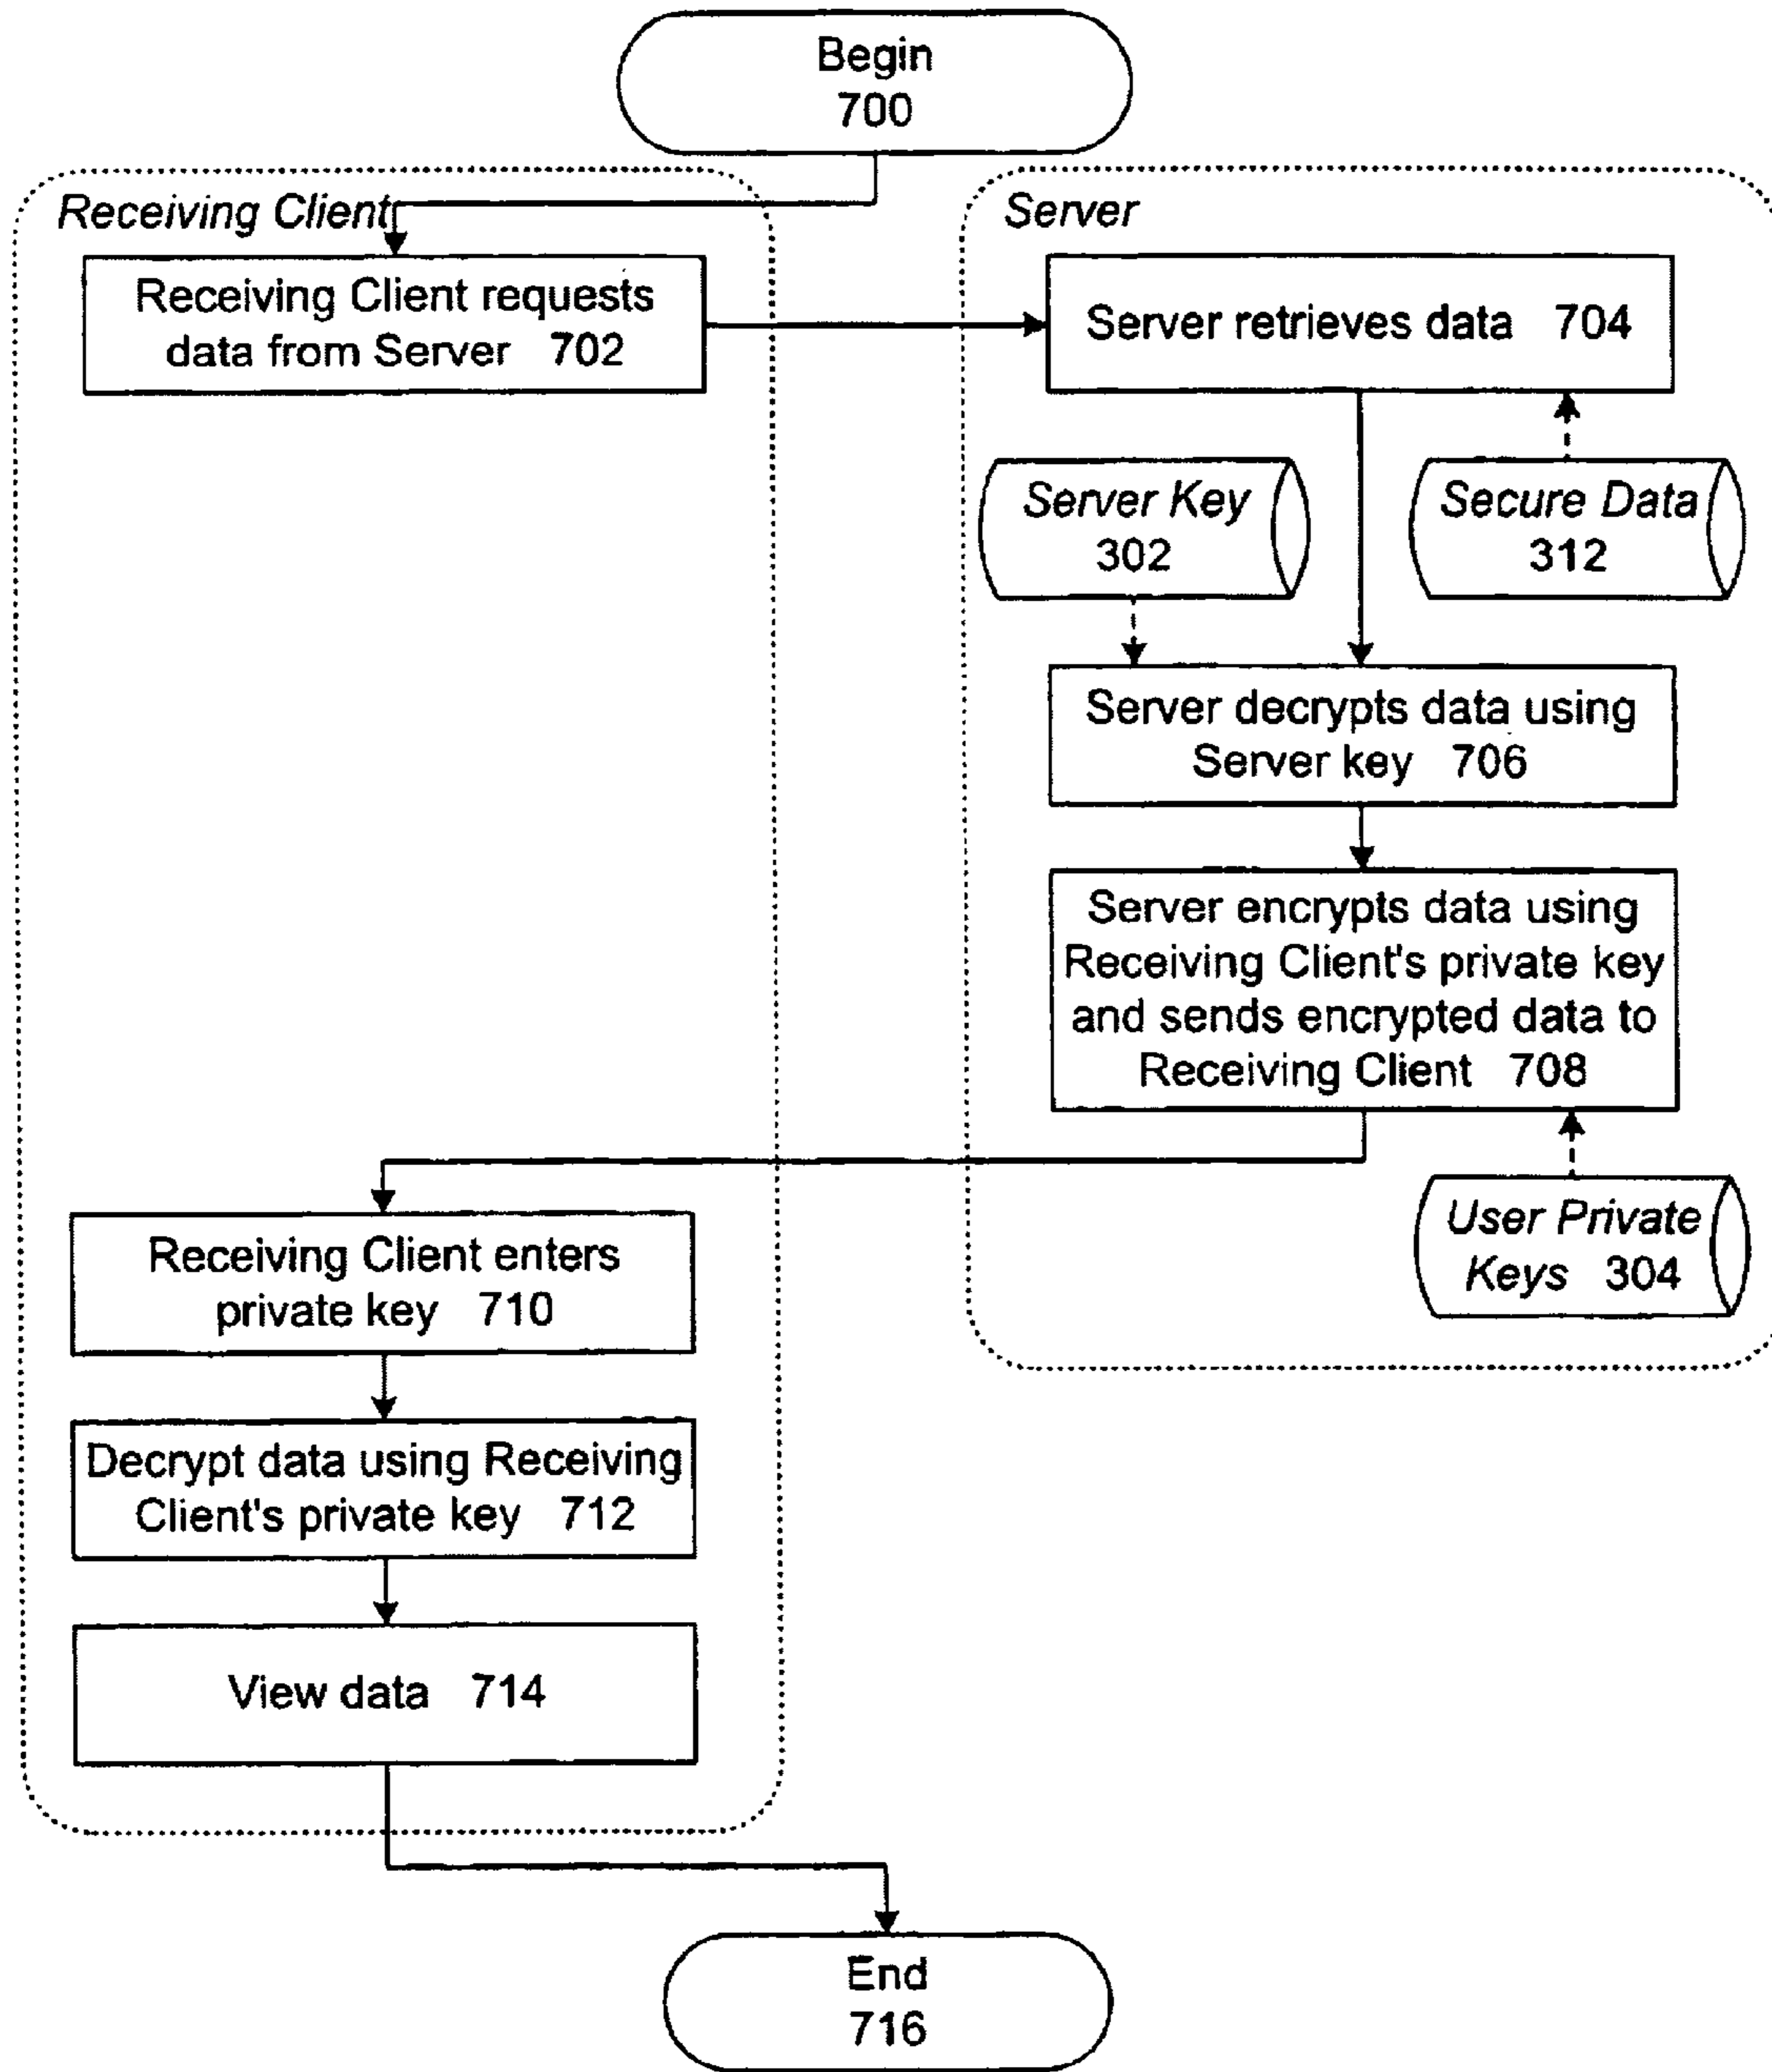 Begin
700
Receiving Client
Server
Receiving Client requests
data from Server 702
Server retrieves data 704
Server Key
302
Secure Data
312
Server decrypts data using
Server key 706
Server encrypts data using
Receiving Client's private key
and sends encrypted data to
Receiving Client 708
User Private
Keys 304
Receiving Client enters
private key 710
Decrypt data using Receiving
Client's private key 712
View data 714
End
716